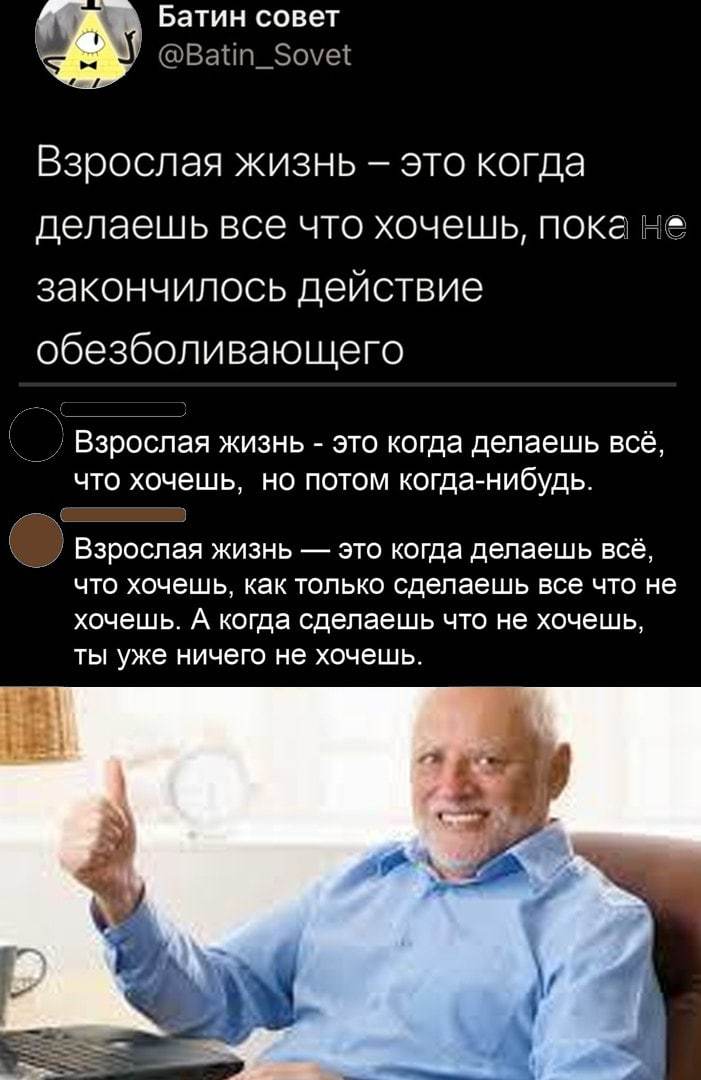 Батин совет
@Batin_Sovet
Взрослая жизнь – это когда
делаешь все что хочешь, пока не
закончилось действие
обезболивающего
Взрослая жизнь - это когда делаешь всё,
что хочешь, но потом когда-нибудь.
Взрослая жизнь — это когда делаешь всё,
что хочешь, как только сделаешь все что не
хочешь. А когда сделаешь что не хочешь,
ты уже ничего не хочешь.